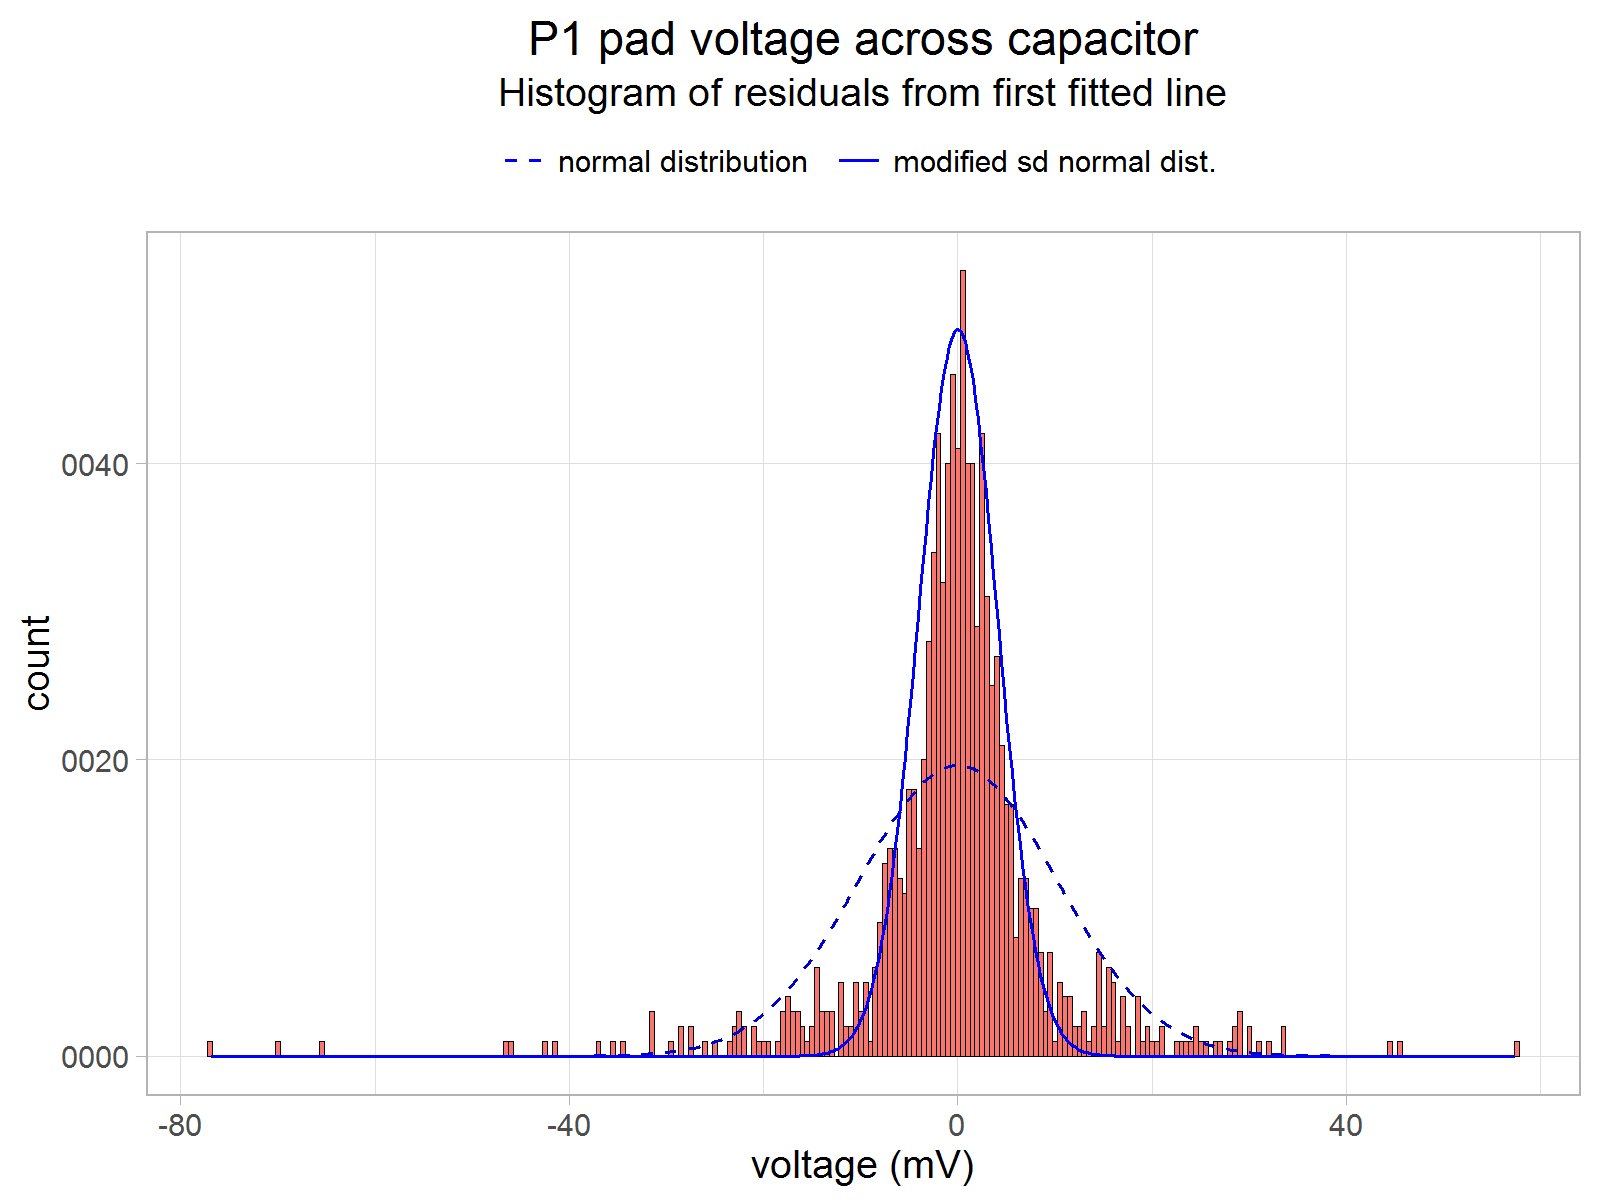 P1 pad voltage across capacitor
Histogram of residuals from first fitted line
normal distribution modified sd normal dist.
count
0040
0020
0000
-80 -40 0 40
voltage (mV)